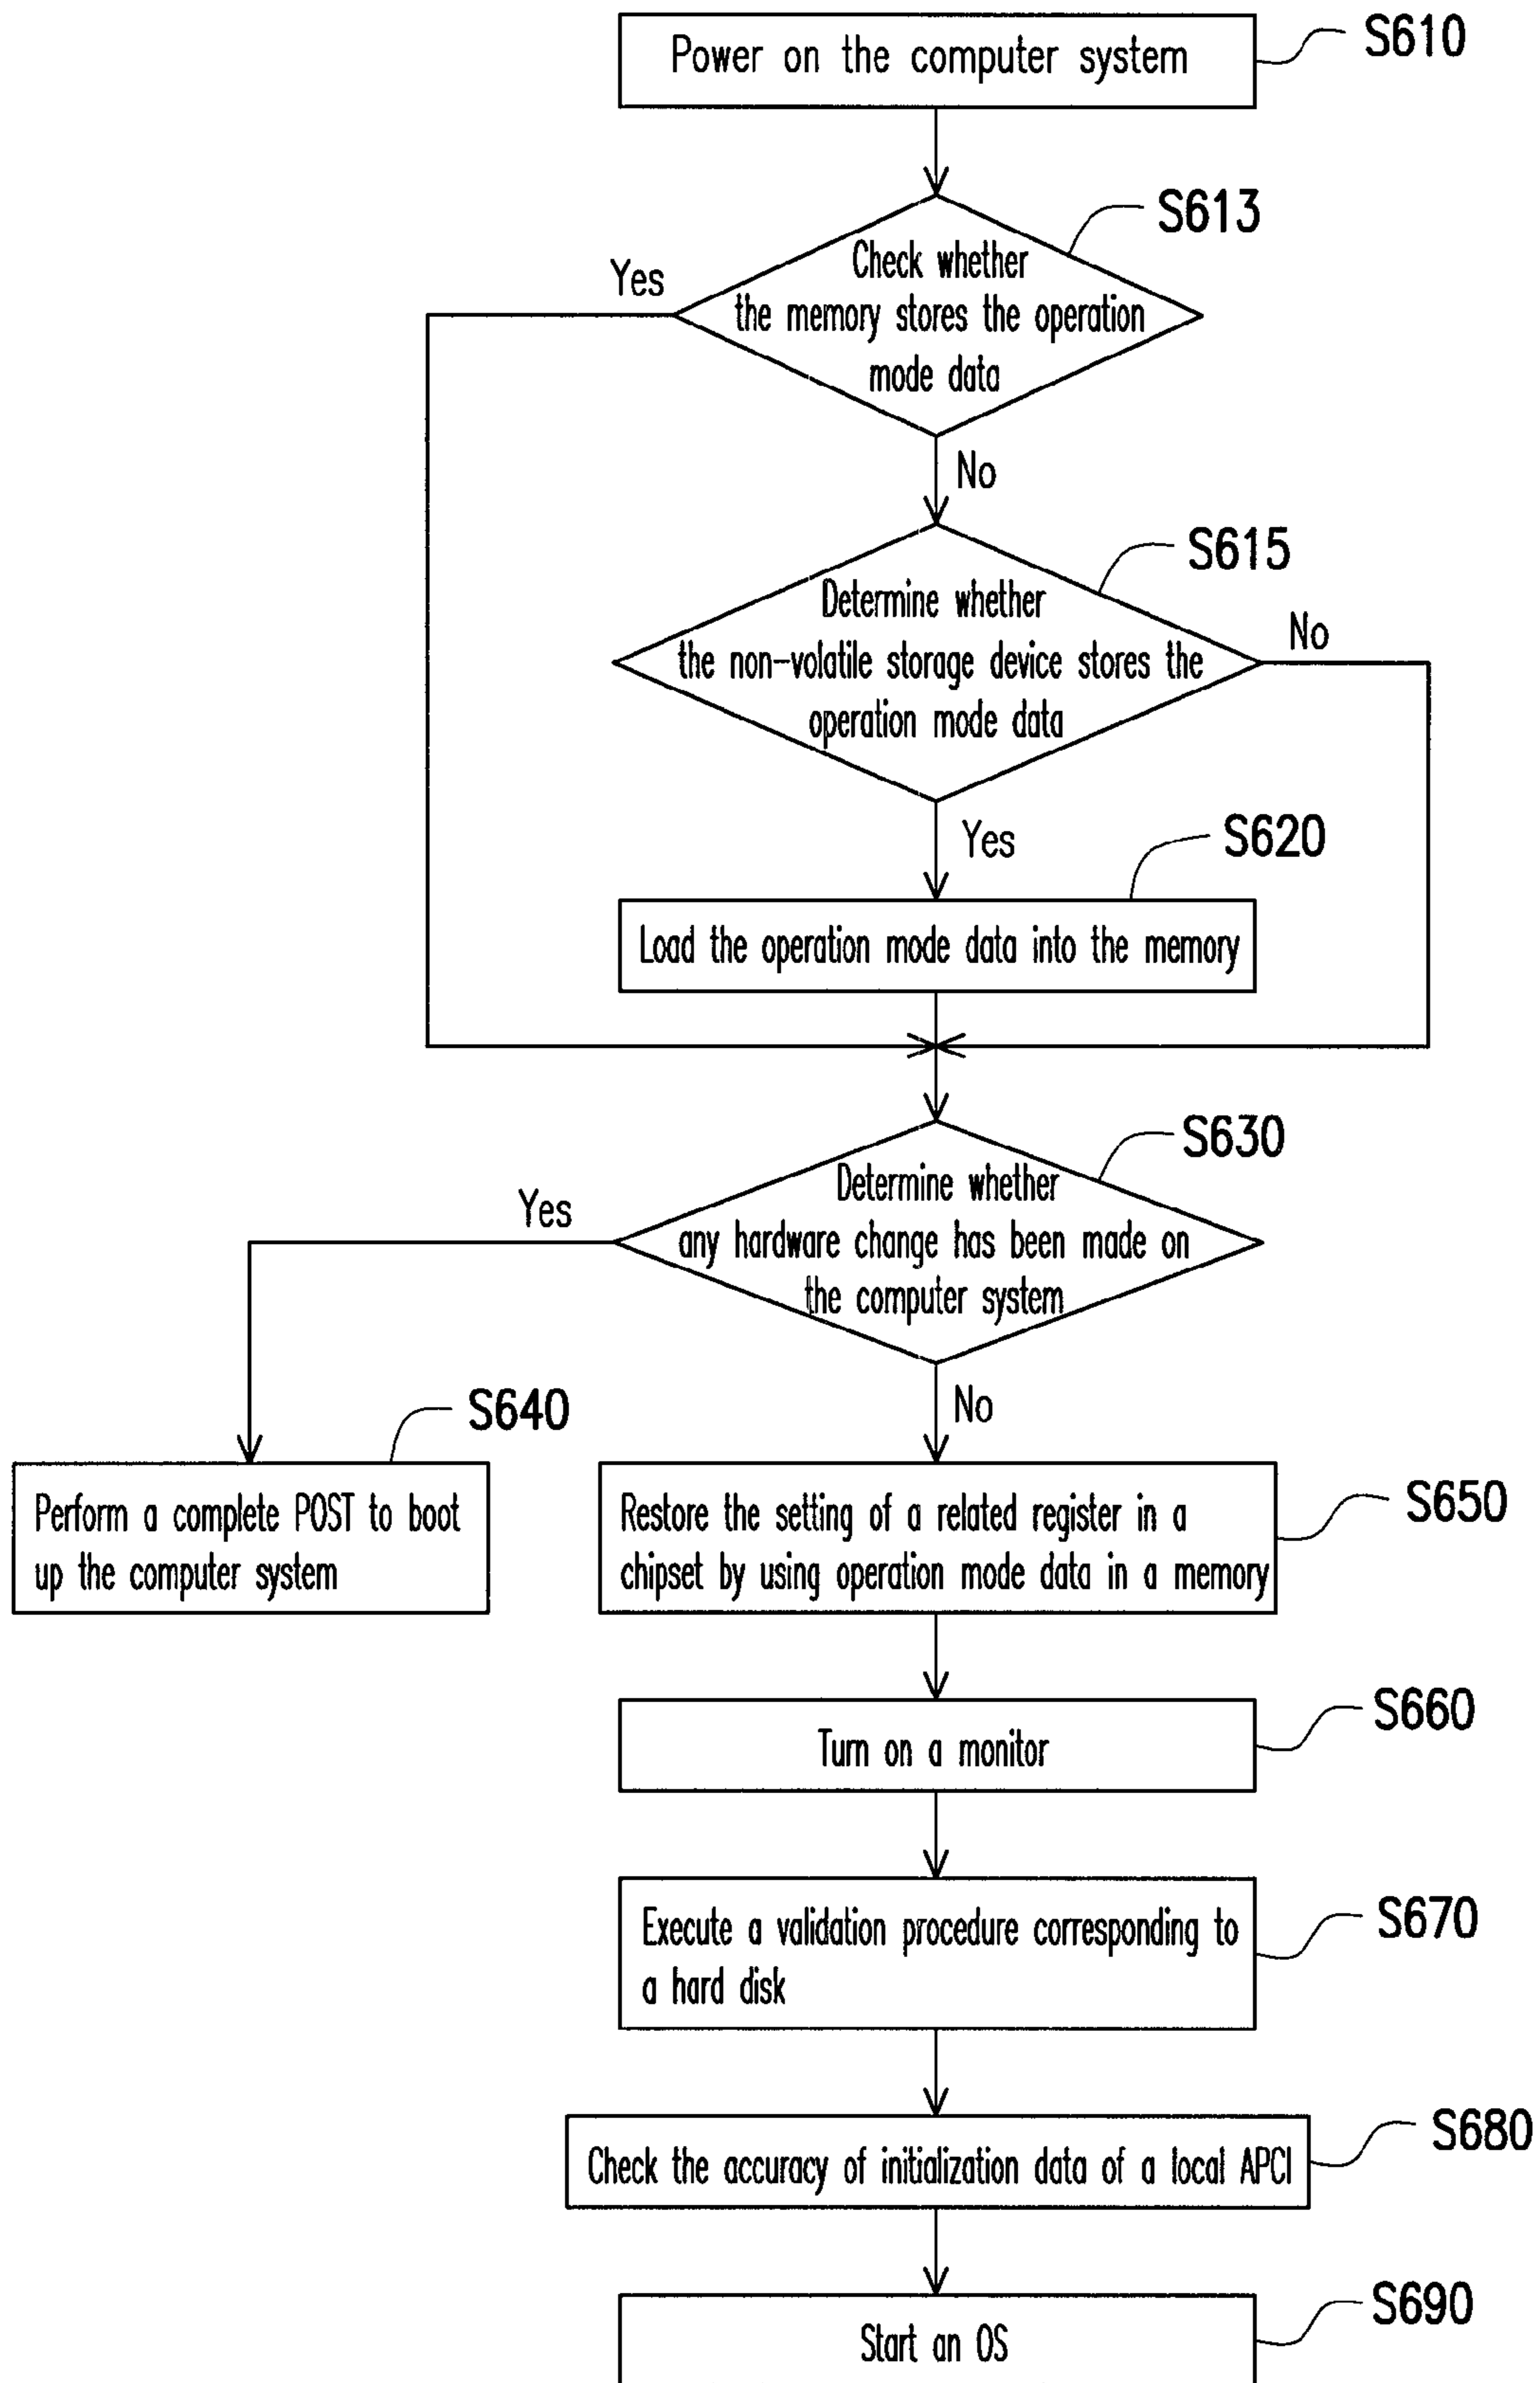 Power on the computer system
S610
S613
Check whether
the memory stores the operation
mode data
Yes
No
S615
Determine whether
the non-volatile storage device stores the
operation mode data
No
Yes
S620
Load the operation mode data into the memory
S630
Determine whether
any hardware change has been made on
the computer system
Yes
No
S640
Perform a complete POST to boot
up the computer system
S650
Restore the setting of a related register in a
chipset by using operation mode data in a memory
S660
Turn on a monitor
S670
Execute a validation procedure corresponding to
a hard disk
S680
Check the accuracy of initialization data of a local APCI
S690
Start an OS